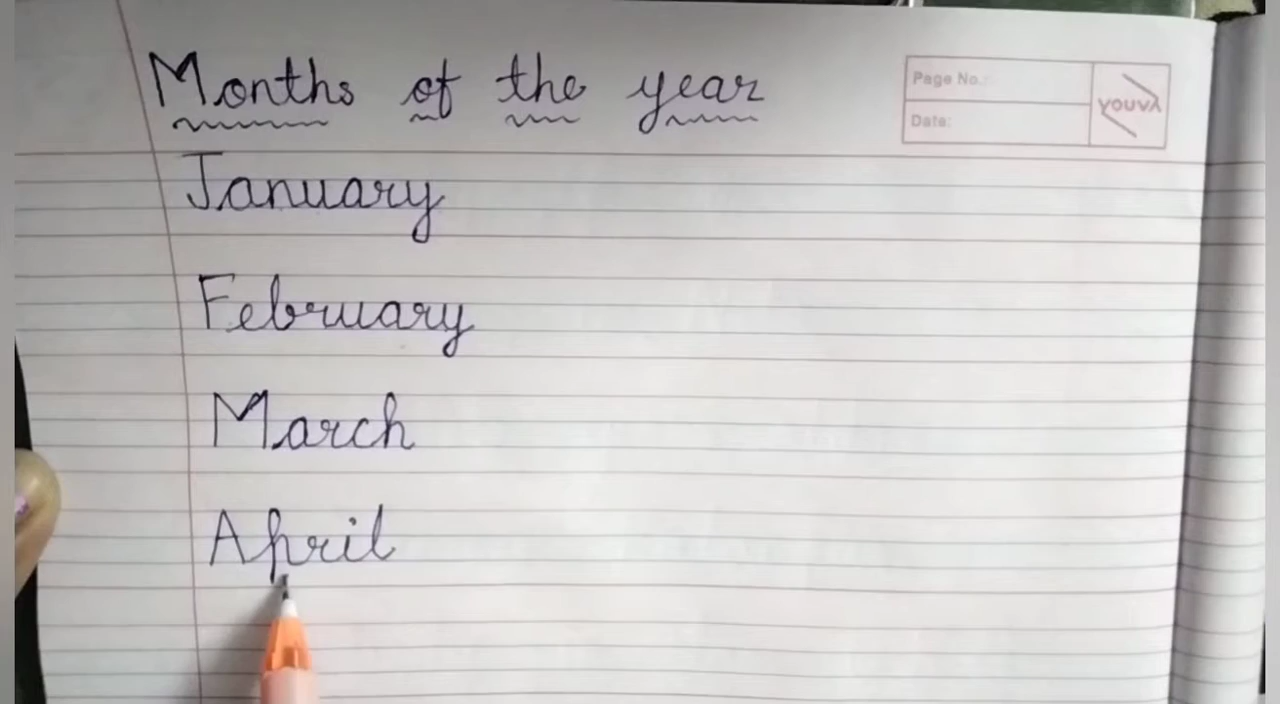 Months of the year
Page No.:
Date:
YOUVA
January
February
March
April